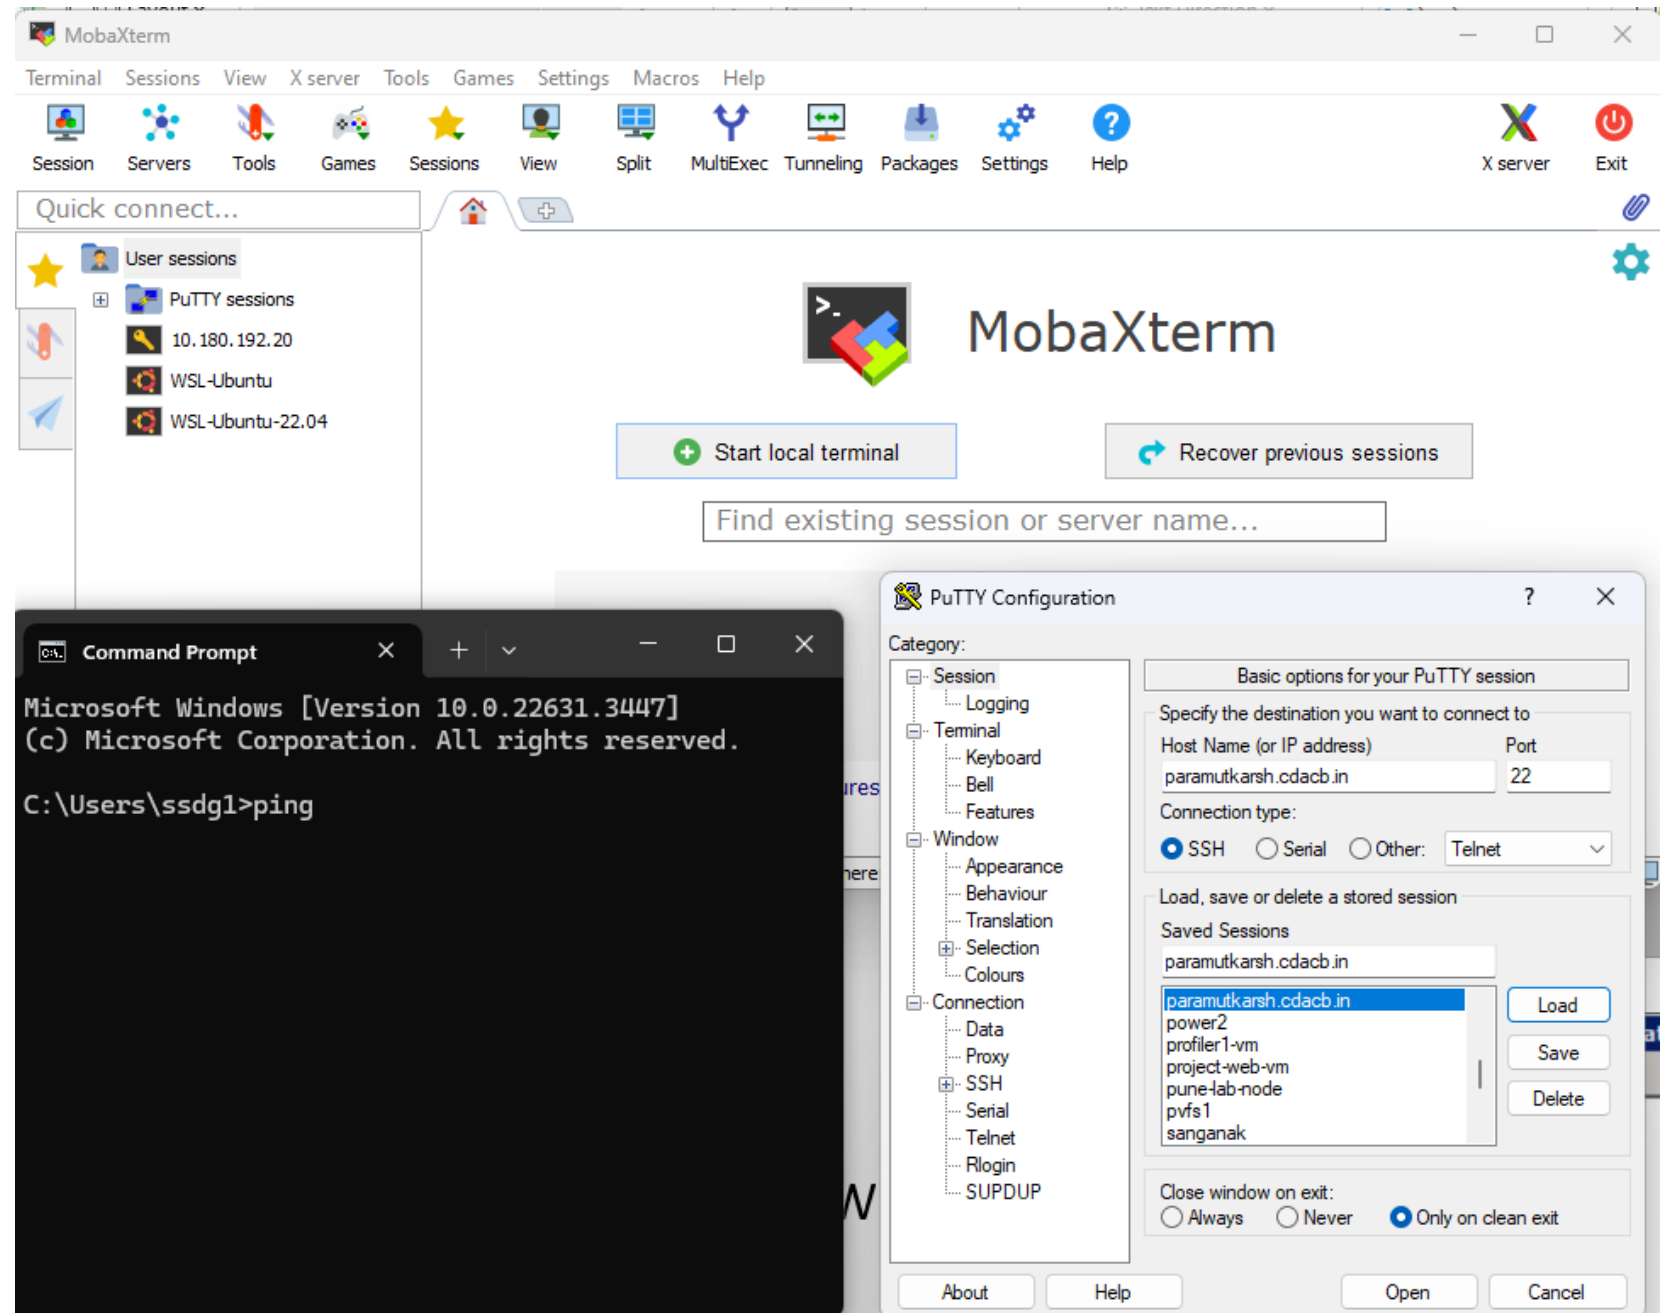 MobaXterm
Terminal Sessions View X server Tools Games Settings Macros Help
Session Servers Tools Games Sessions View Split MultiExec Tunneling Packages Settings Help X server Exit
Quick connect...
User sessions
PuTTY sessions
10.180.192.20
WSL-Ubuntu
WSL-Ubuntu-22.04
MobaXterm
Start local terminal
Recover previous sessions
Find existing session or server name...
Command Prompt
Microsoft Windows [Version 10.0.22631.3447]
(c) Microsoft Corporation. All rights reserved.
C:\Users\ssdg1>ping
PuTTY Configuration
Category:
Session
Logging
Terminal
Keyboard
Bell
Features
Window
Appearance
Behaviour
Translation
Selection
Colours
Connection
Data
Proxy
SSH
Serial
Telnet
Rlogin
SUPDUP
Basic options for your PuTTY session
Specify the destination you want to connect to
Host Name (or IP address) Port
paramutkarsh.cdacb.in 22
Connection type:
SSH Serial Other: Telnet
Load, save or delete a stored session
Saved Sessions
paramutkarsh.cdacb.in
paramutkarsh.cdacb.in
power2
profiler1-vm
project-web-vm
pune-lab-node
pvfs1
sanganak
Load
Save
Delete
Close window on exit:
Always Never Only on clean exit
About Help Open Cancel